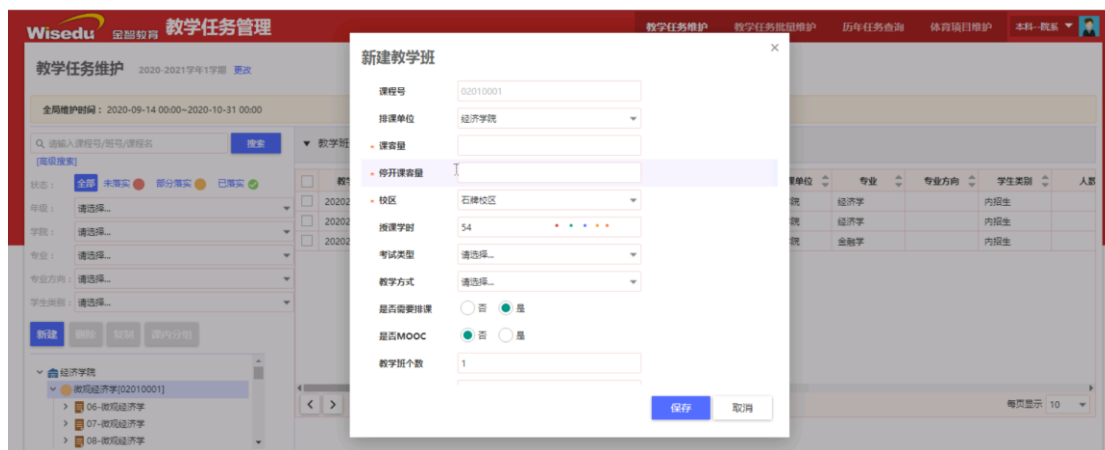 Wisedu 金智教育 教学任务管理
教学任务维护 教学任务批量维护 历年任务查询 体育项目维护 本科--院系
教学任务维护 2020-2021学年1学期 更改
全局维护时间： 2020-09-14 00:00~2020-10-31 00:00
请输入课程号/班号/课程名 搜索
[高级搜索]
状态： 全部 未落实 部分落实 已落实
年级： 请选择...
学院： 请选择...
专业： 请选择...
专业方向： 请选择...
学生类别： 请选择...
新建 删除 复制 课内分组
经济学院
微观经济学[02010001]
06-微观经济学
07-微观经济学
08-微观经济学
教学班
专业 专业方向 学生类别
20202 经济学 内招生
20202 经济学 内招生
20202 金融学 内招生
每页显示 10
新建教学班 ×
课程号 02010001
排课单位 经济学院
* 课容量
* 停开课容量
* 校区 石牌校区
授课学时 54
考试类型 请选择...
教学方式 请选择...
是否需要排课 否 是
是否MOOC 否 是
教学班个数 1
保存 取消